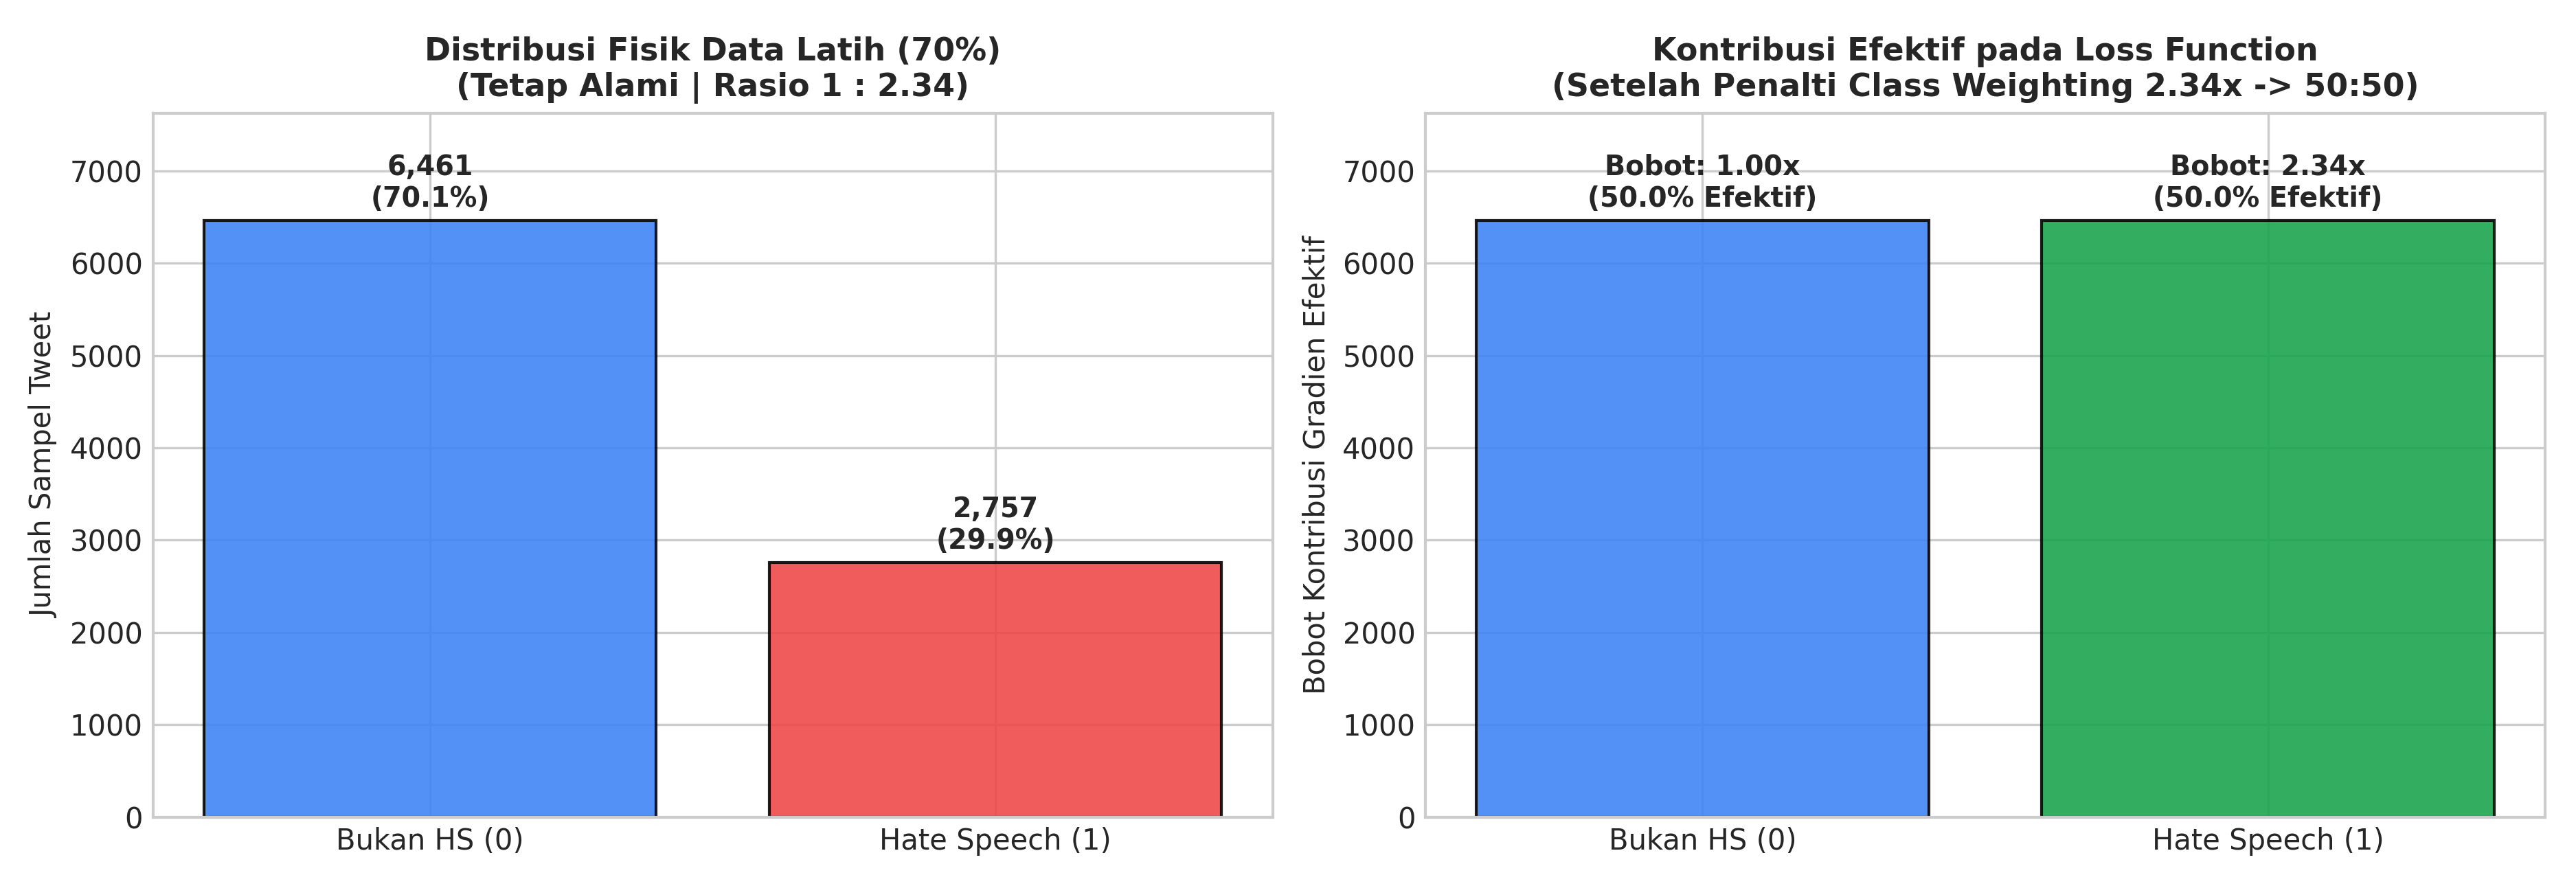 Distribusi Fisik Data Latih (70%)
(Tetap Alami | Rasio 1 : 2.34)
Jumlah Sampel Tweet
7000
6000
5000
4000
3000
2000
1000
0
6,461
(70.1%)
2,757
(29.9%)
Bukan HS (0)
Hate Speech (1)
Kontribusi Efektif pada Loss Function
(Setelah Penalti Class Weighting 2.34x -> 50:50)
Bobot Kontribusi Gradien Efektif
7000
6000
5000
4000
3000
2000
1000
0
Bobot: 1.00x
(50.0% Efektif)
Bobot: 2.34x
(50.0% Efektif)
Bukan HS (0)
Hate Speech (1)